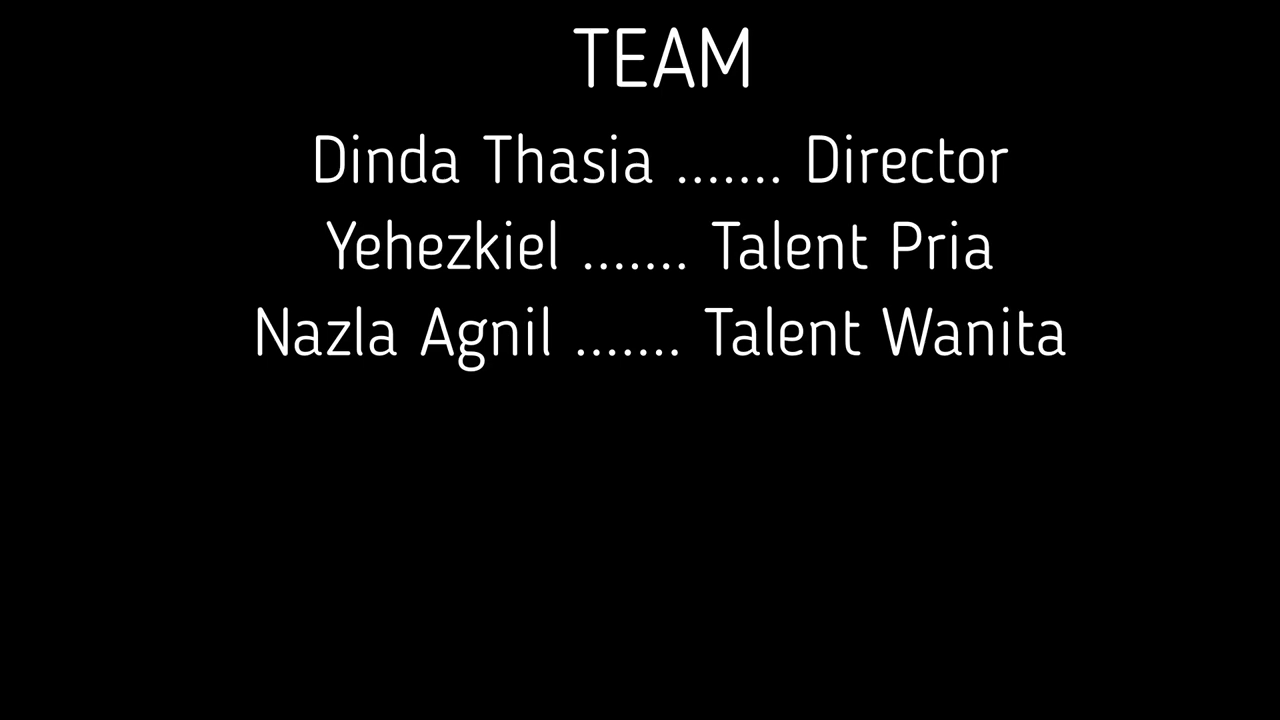 TEAM
Dinda Thasia ....... Director
Yehezkiel ....... Talent Pria
Nazla Agnil ....... Talent Wanita